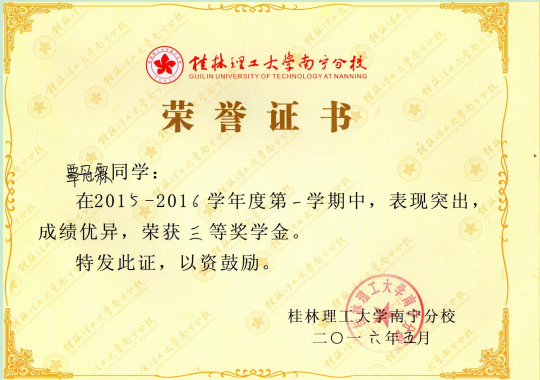 桂林理工大学南宁分校
GUILIN UNIVERSITY OF TECHNOLOGY AT NANNING
荣誉证书
覃冠霖同学：
在2015-2016学年度第一学期中，表现突出，
成绩优异，荣获三等奖学金。
特发此证，以资鼓励。
桂林理工大学南宁分校
二〇一六年五月